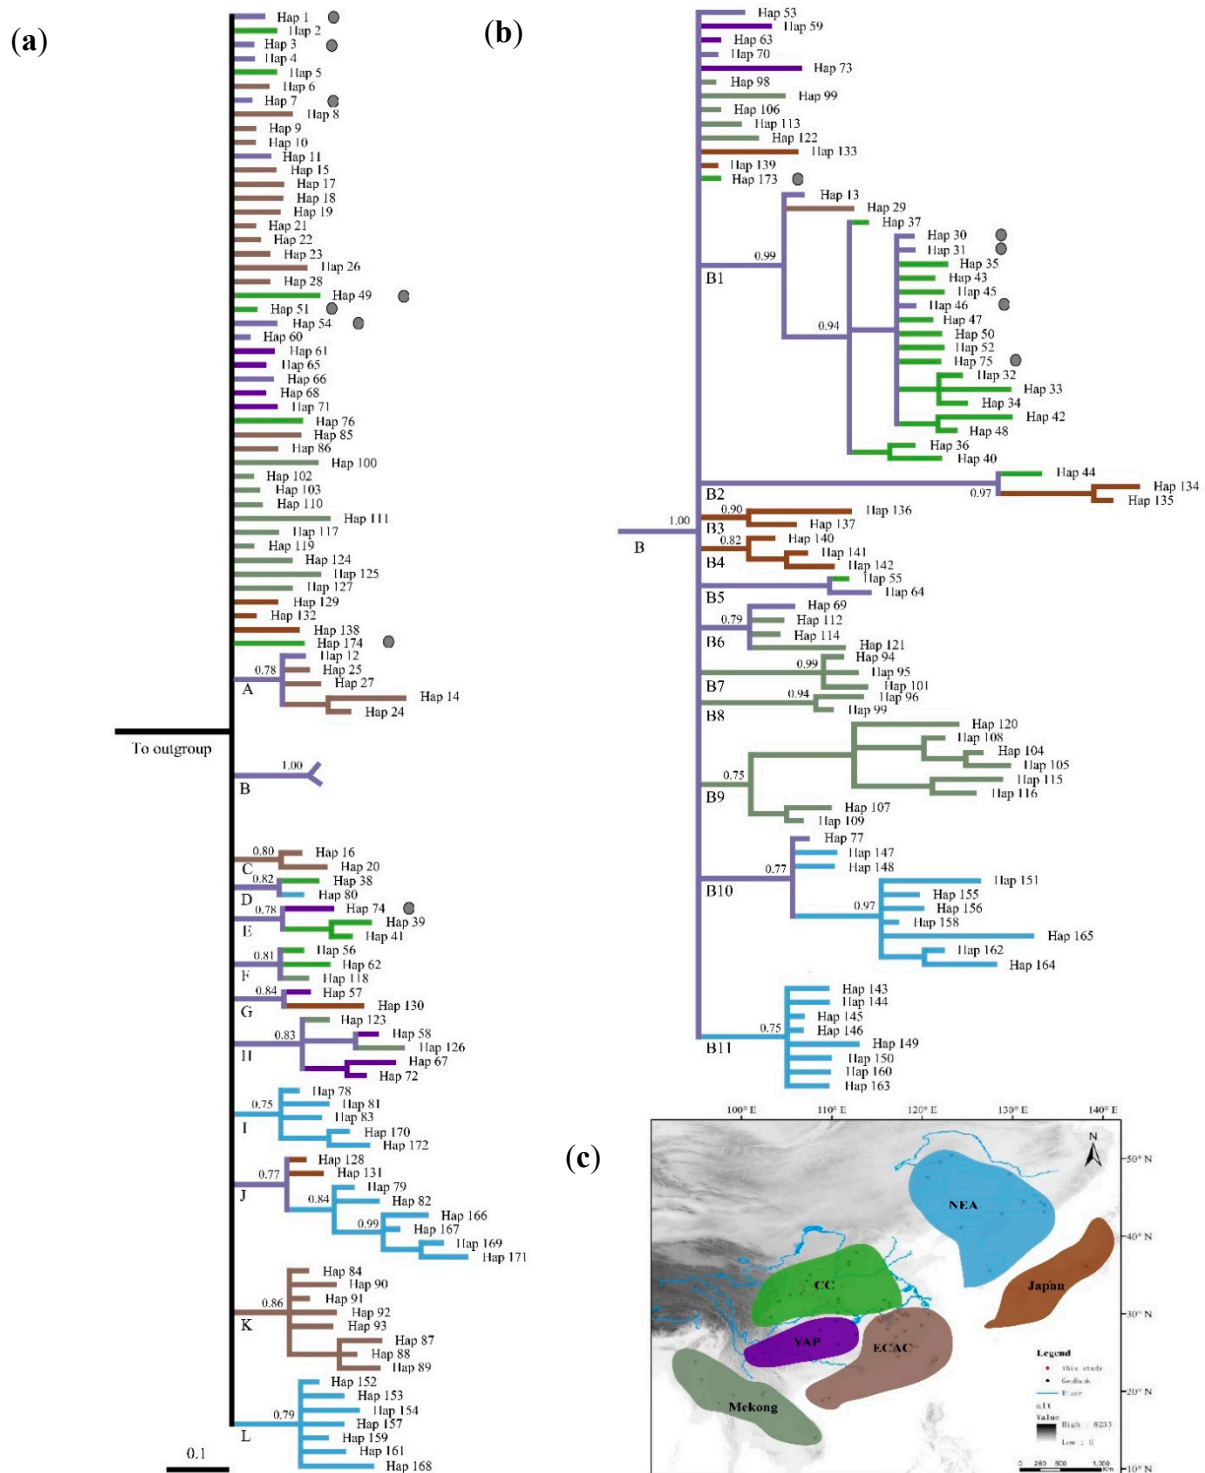 (a)
Hap 1
Hap 2
Hap 3
Hap 4
Hap 5
Hap 6
Hap 7
Hap 8
Hap 9
Hap 10
Hap 11
Hap 15
Hap 17
Hap 18
Hap 19
Hap 21
Hap 22
Hap 23
Hap 26
Hap 28
Hap 49
Hap 51
Hap 54
Hap 60
Hap 61
Hap 65
Hap 66
Hap 68
Hap 71
Hap 76
Hap 85
Hap 86
Hap 100
Hap 102
Hap 103
Hap 110
Hap 111
Hap 117
Hap 119
Hap 124
Hap 125
Hap 127
Hap 129
Hap 132
Hap 138
Hap 174
Hap 12
0.78
Hap 25
A
Hap 27
Hap 14
Hap 24
To outgroup
1.00
B
0.80
Hap 16
C
Hap 20
0.82
Hap 38
D
Hap 80
0.78
Hap 74
E
Hap 39
Hap 41
0.81
Hap 56
Hap 62
F
Hap 118
0.84
Hap 57
G
Hap 130
Hap 123
0.83
Hap 58
H
Hap 126
Hap 67
Hap 72
Hap 78
0.75
Hap 81
I
Hap 83
Hap 170
Hap 172
Hap 128
0.77
Hap 131
J
Hap 79
0.84
Hap 82
Hap 166
0.99
Hap 167
Hap 169
Hap 171
Hap 84
Hap 90
0.86
Hap 91
K
Hap 92
Hap 93
Hap 87
Hap 88
Hap 89
Hap 152
Hap 153
0.79
Hap 154
L
Hap 157
Hap 159
Hap 161
Hap 168
0.1
(b)
Hap 53
Hap 59
Hap 63
Hap 70
Hap 73
Hap 98
Hap 99
Hap 106
Hap 113
Hap 122
Hap 133
Hap 139
Hap 173
Hap 13
Hap 29
0.99
B1
Hap 37
0.94
Hap 30
Hap 31
Hap 35
Hap 43
Hap 45
Hap 46
Hap 47
Hap 50
Hap 52
Hap 75
Hap 32
Hap 33
Hap 34
Hap 42
Hap 48
Hap 36
Hap 40
B2
0.97
Hap 44
Hap 134
Hap 135
1.00
B
0.90
Hap 136
B3
Hap 137
0.82
Hap 140
B4
Hap 141
Hap 142
B5
Hap 55
Hap 64
0.79
Hap 69
B6
Hap 112
Hap 114
Hap 121
0.99
Hap 94
B7
Hap 95
Hap 101
0.94
Hap 96
B8
Hap 99
Hap 120
Hap 108
Hap 104
Hap 105
0.75
Hap 115
B9
Hap 116
Hap 107
Hap 109
Hap 77
0.77
Hap 147
B10
Hap 148
Hap 151
0.97
Hap 155
Hap 156
Hap 158
Hap 165
Hap 162
Hap 164
Hap 143
Hap 144
0.75
Hap 145
B11
Hap 146
Hap 149
Hap 150
Hap 160
Hap 163
(c)
100° E 110° E 120° E 130° E 140° E
N
50° N
NEA
40° N
CC
Japan
30° N
YAP
ECAC
Legend
this study
GenBank
River
20° N
Mekong
alt
Value
High : 8233
Low : 0
0 250 500 1,000
Km
10° N